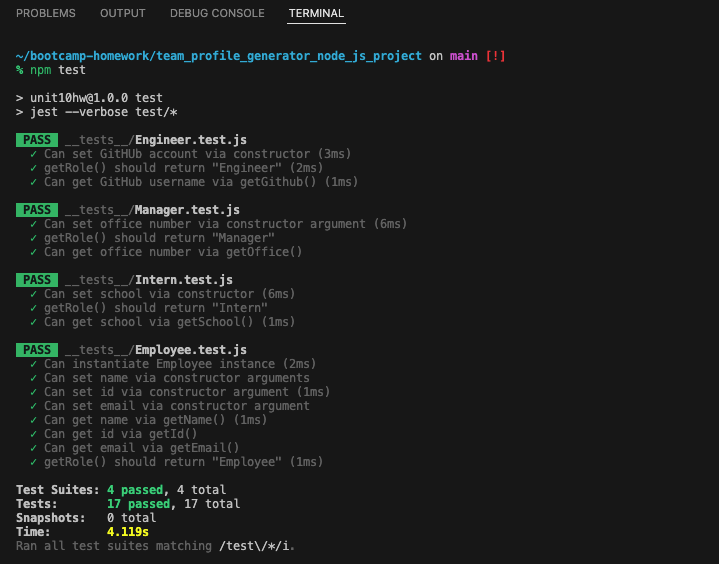 PROBLEMS OUTPUT DEBUG CONSOLE TERMINAL
~/bootcamp-homework/team_profile_generator_node_js_project on main [!]
% npm test
> unit10hw@1.0.0 test
> jest --verbose test/*
PASS __tests__/Engineer.test.js
✓ Can set GitHUb account via constructor (3ms)
✓ getRole() should return "Engineer" (2ms)
✓ Can get GitHub username via getGithub() (1ms)
PASS __tests__/Manager.test.js
✓ Can set office number via constructor argument (6ms)
✓ getRole() should return "Manager"
✓ Can get office number via getOffice()
PASS __tests__/Intern.test.js
✓ Can set school via constructor (6ms)
✓ getRole() should return "Intern"
✓ Can get school via getSchool() (1ms)
PASS __tests__/Employee.test.js
✓ Can instantiate Employee instance (2ms)
✓ Can set name via constructor arguments
✓ Can set id via constructor argument (1ms)
✓ Can set email via constructor argument
✓ Can get name via getName() (1ms)
✓ Can get id via getId()
✓ Can get email via getEmail()
✓ getRole() should return "Employee" (1ms)
Test Suites: 4 passed, 4 total
Tests: 17 passed, 17 total
Snapshots: 0 total
Time: 4.119s
Ran all test suites matching /test\/*/i.